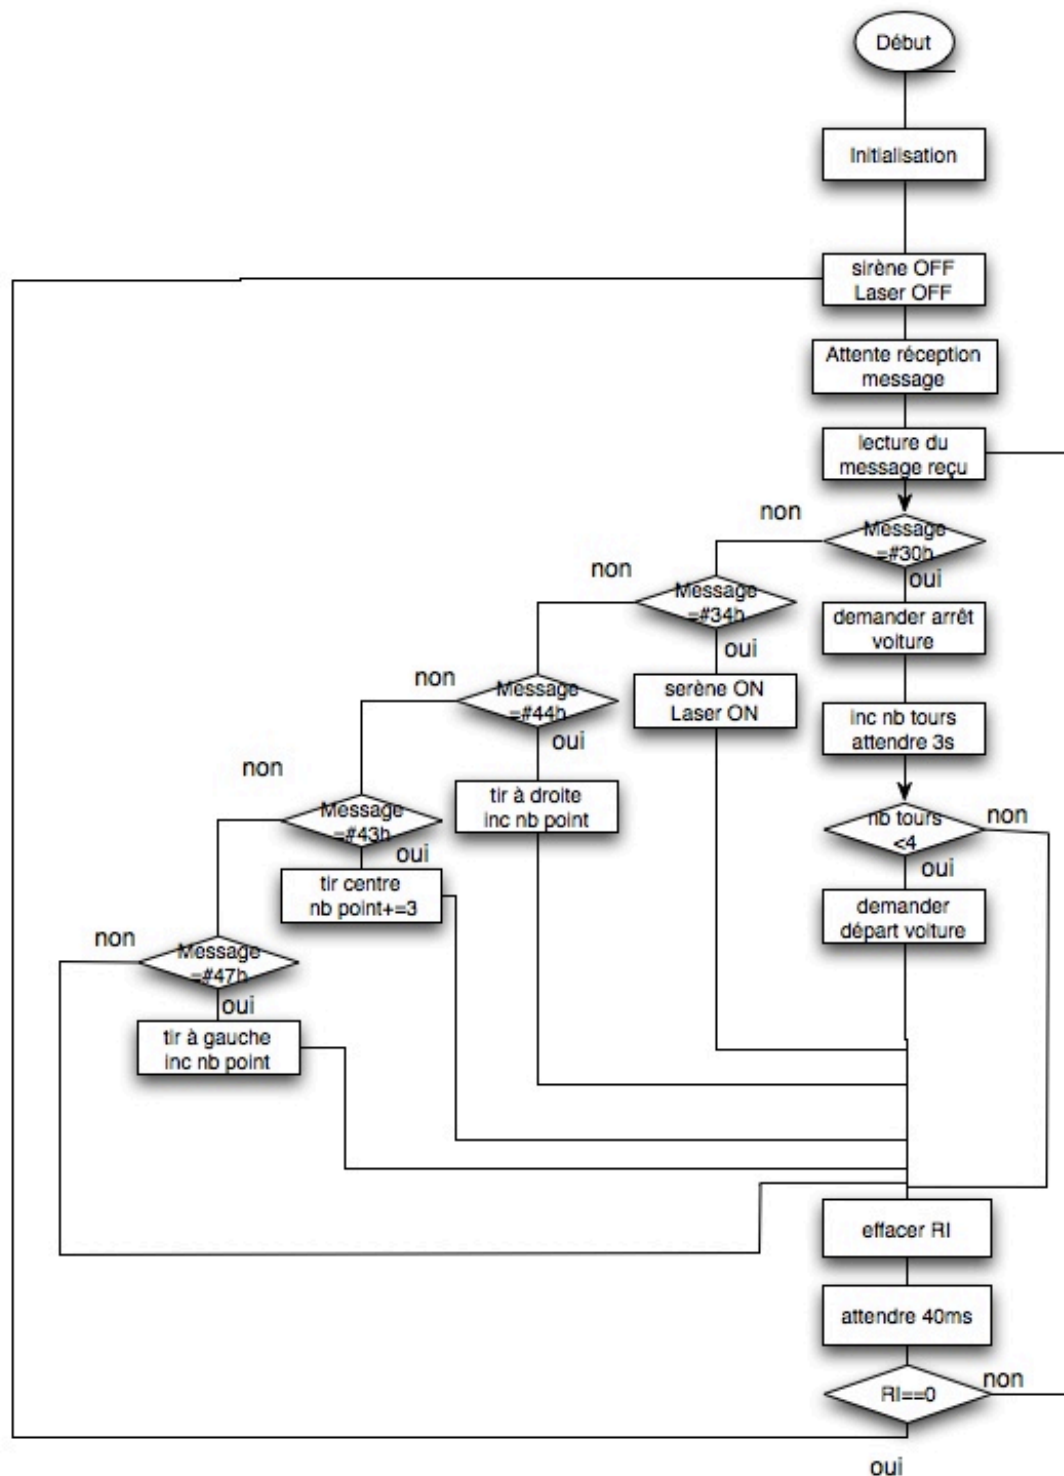 Début
Initialisation
sirène OFF
Laser OFF
Attente réception
message
lecture du
message reçu
non
Message
=#30h
oui
demander arrêt
voiture
inc nb tours
attendre 3s
nb tours
<4
non
oui
demander
départ voiture
non
Message
=#34h
oui
serène ON
Laser ON
non
Message
=#44h
oui
tir à droite
inc nb point
non
Message
=#43h
oui
tir centre
nb point+=3
non
Message
=#47h
oui
tir à gauche
inc nb point
effacer RI
attendre 40ms
RI==0
non
oui